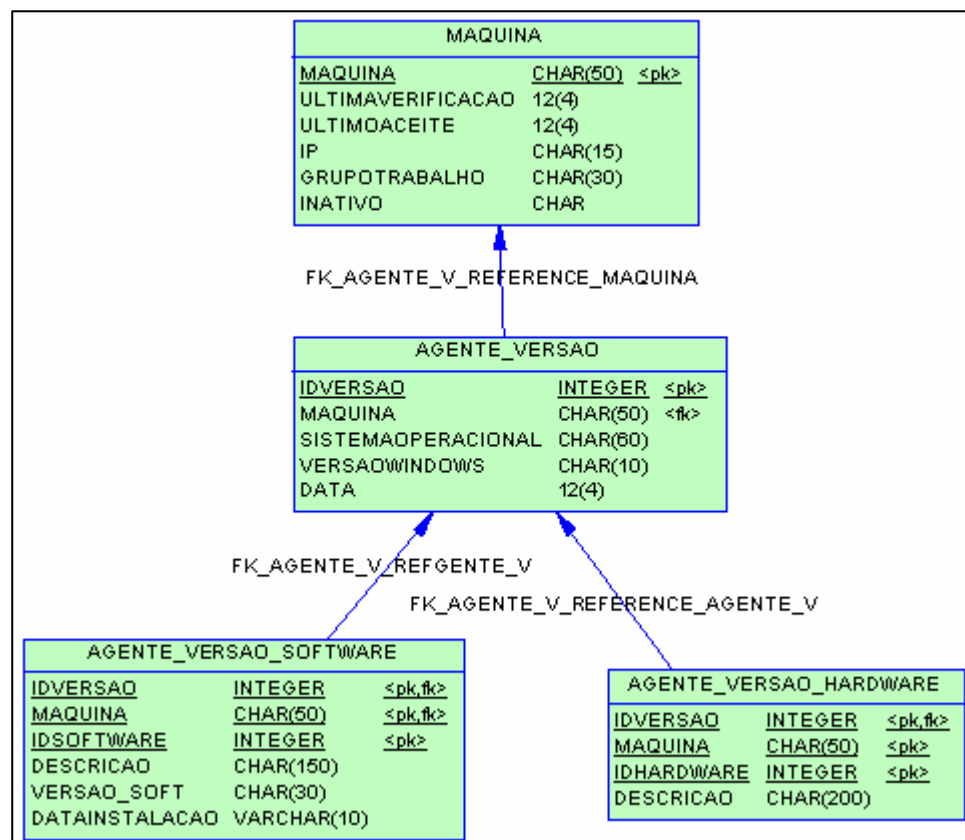 MAQUINA
MAQUINA CHAR(50) <pk>
ULTIMAVERIFICACAO 12(4)
ULTIMOACEITE 12(4)
IP CHAR(15)
GRUPOTRABALHO CHAR(30)
INATIVO CHAR
FK_AGENTE_V_REFERENCE_MAQUINA
AGENTE_VERSAO
IDVERSAO INTEGER <pk>
MAQUINA CHAR(50) <fk>
SISTEMAOPERACIONAL CHAR(60)
VERSAOWINDOWS CHAR(10)
DATA 12(4)
FK_AGENTE_V_REFGENTE_V
FK_AGENTE_V_REFERENCE_AGENTE_V
AGENTE_VERSAO_SOFTWARE
IDVERSAO INTEGER <pk,fk>
MAQUINA CHAR(50) <pk,fk>
IDSOFTWARE INTEGER <pk>
DESCRICAO CHAR(150)
VERSAO_SOFT CHAR(30)
DATAINSTALACAO VARCHAR(10)
AGENTE_VERSAO_HARDWARE
IDVERSAO INTEGER <pk,fk>
MAQUINA CHAR(50) <pk>
IDHARDWARE INTEGER <pk>
DESCRICAO CHAR(200)